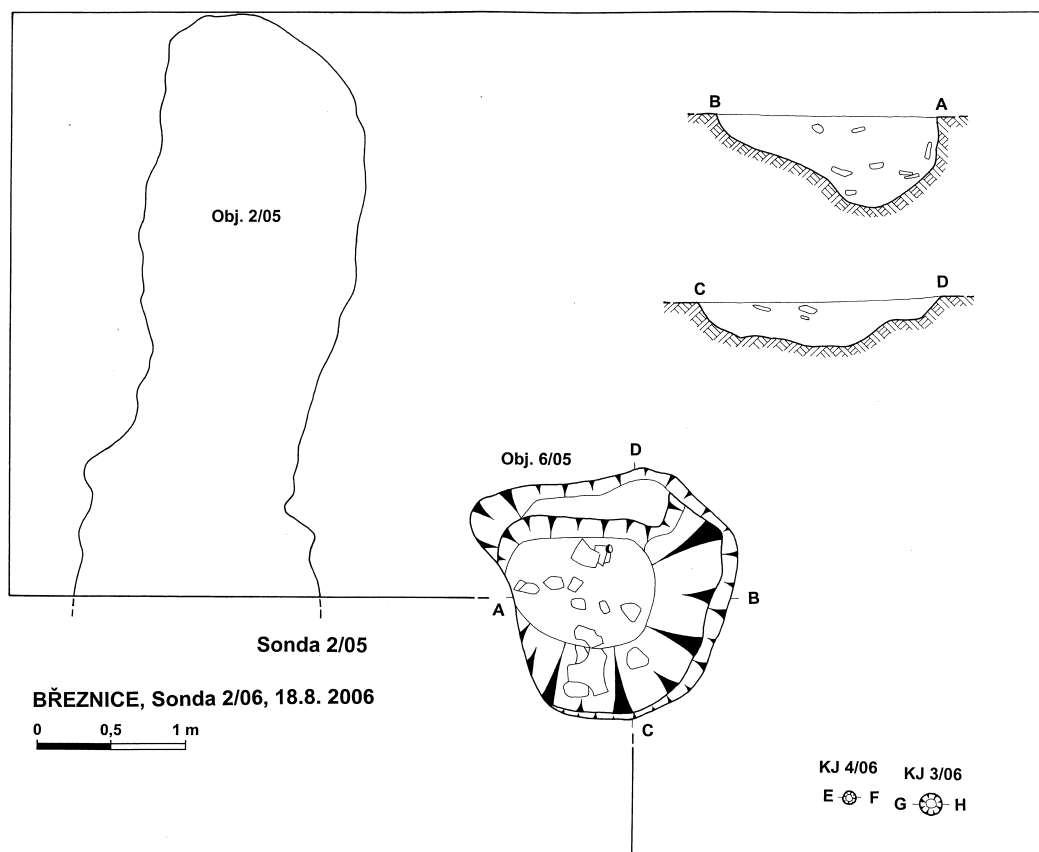 B A
Obj. 2/05
C D
D
Obj. 6/05
A B
Sonda 2/05
BŘEZNICE, Sonda 2/06, 18.8. 2006
C
0 0,5 1 m
KJ 4/06 KJ 3/06
E F G H